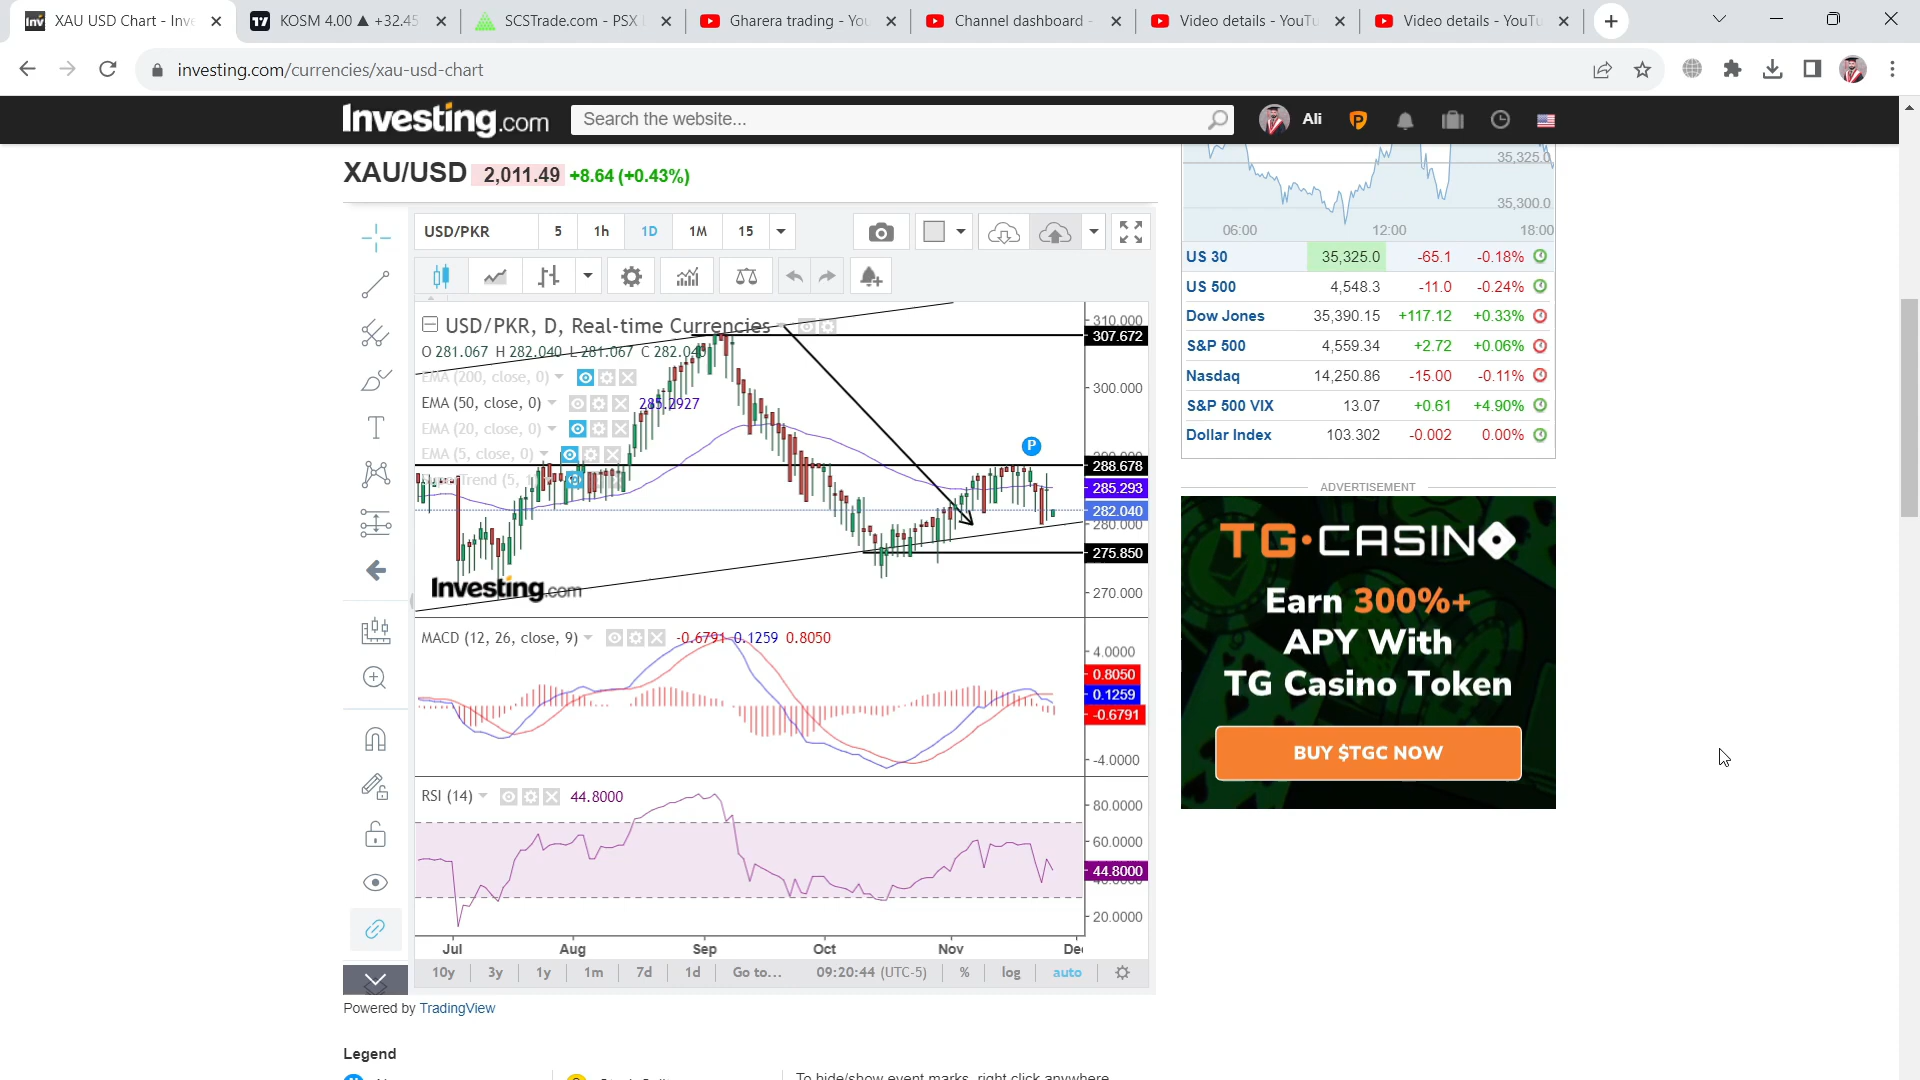 XAU USD Chart - Inve
KOSM 4.00 ▲ +32.45
SCSTrade.com - PSX
Gharera trading - You
Channel dashboard -
Video details - YouTu
Video details - YouTu
investing.com/currencies/xau-usd-chart
Investing.com
Search the website...
Ali
XAU/USD 2,011.49 +8.64 (+0.43%)
USD/PKR 5 1h 1D 1M 15
USD/PKR, D, Real-time Currencies
O 281.067 H 282.040 L 281.067 C 282.040
EMA (200, close, 0)
EMA (50, close, 0) 285.2927
EMA (20, close, 0)
EMA (5, close, 0)
P
310.000
307.672
300.000
288.678
285.293
282.040
280.000
275.850
270.000
Investing.com
MACD (12, 26, close, 9) -0.6791 0.1259 0.8050
4.0000
0.8050
0.1259
-0.6791
-4.0000
RSI (14) 44.8000
80.0000
60.0000
44.8000
20.0000
Jul Aug Sep Oct Nov De
10y 3y 1y 1m 7d 1d Go to... 09:20:44 (UTC-5) % log auto
Powered by TradingView
Legend
To hide/show event marks, right click anywhere
35,325.0
35,300.0
06:00 12:00 18:00
US 30 35,325.0 -65.1 -0.18%
US 500 4,548.3 -11.0 -0.24%
Dow Jones 35,390.15 +117.12 +0.33%
S&P 500 4,559.34 +2.72 +0.06%
Nasdaq 14,250.86 -15.00 -0.11%
S&P 500 VIX 13.07 +0.61 +4.90%
Dollar Index 103.302 -0.002 0.00%
ADVERTISEMENT
TG·CASINO
Earn 300%+
APY With
TG Casino Token
BUY $TGC NOW